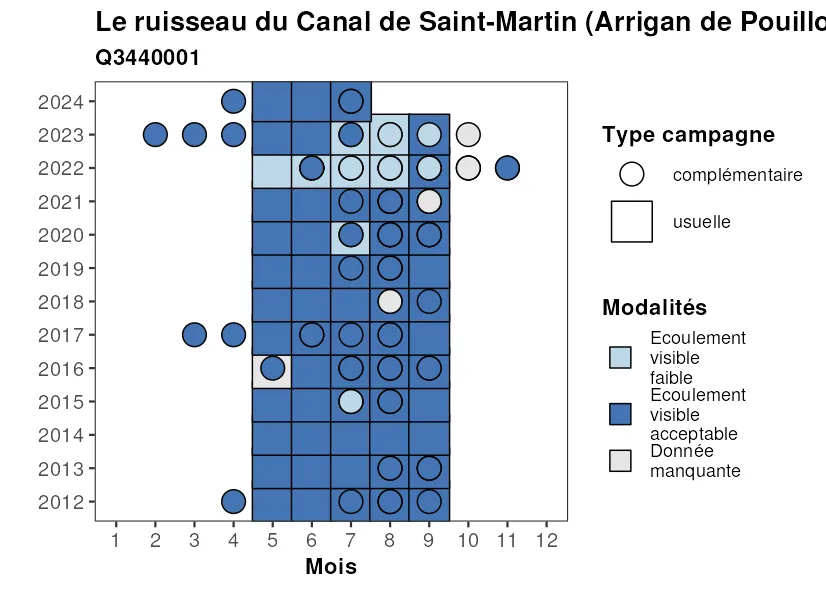 Le ruisseau du Canal de Saint-Martin (Arrigan de Pouillo
Q3440001
2024
2023
2022
2021
2020
2019
2018
2017
2016
2015
2014
2013
2012
1 2 3 4 5 6 7 8 9 10 11 12
Mois
Type campagne
complémentaire
usuelle
Modalités
Ecoulement
visible
faible
Ecoulement
visible
acceptable
Donnée
manquante